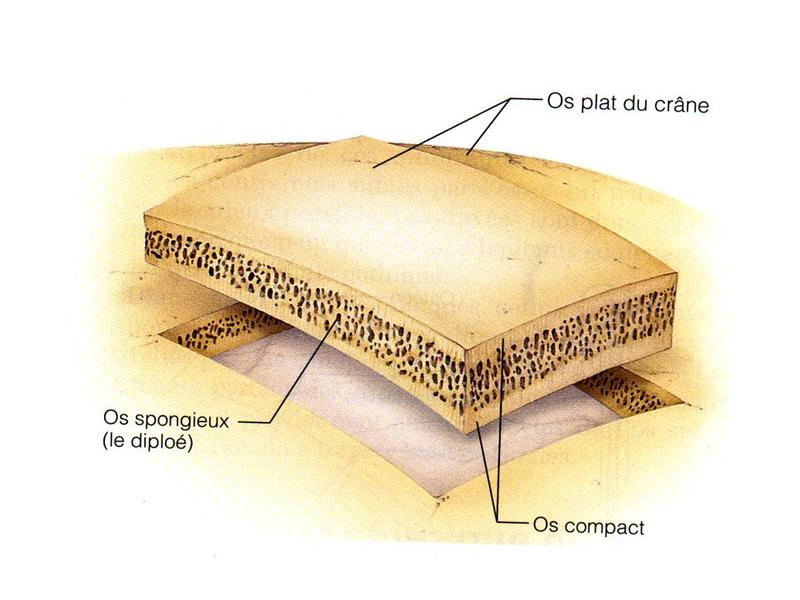 Os plat du crâne
Os spongieux
(le diploé)
Os compact